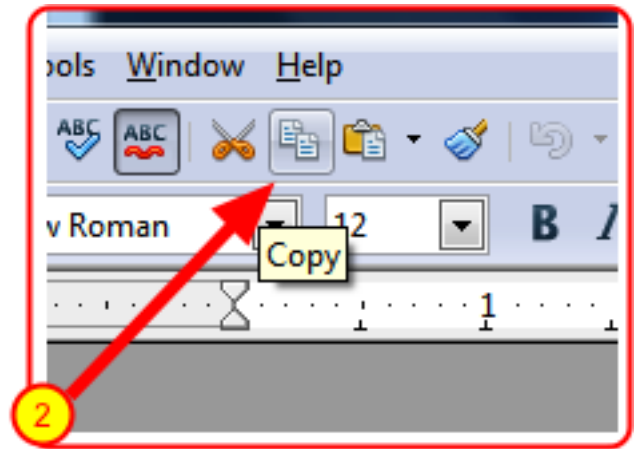 ools Window Help
ABC ABC
w Roman 12 B I
Copy
1
2